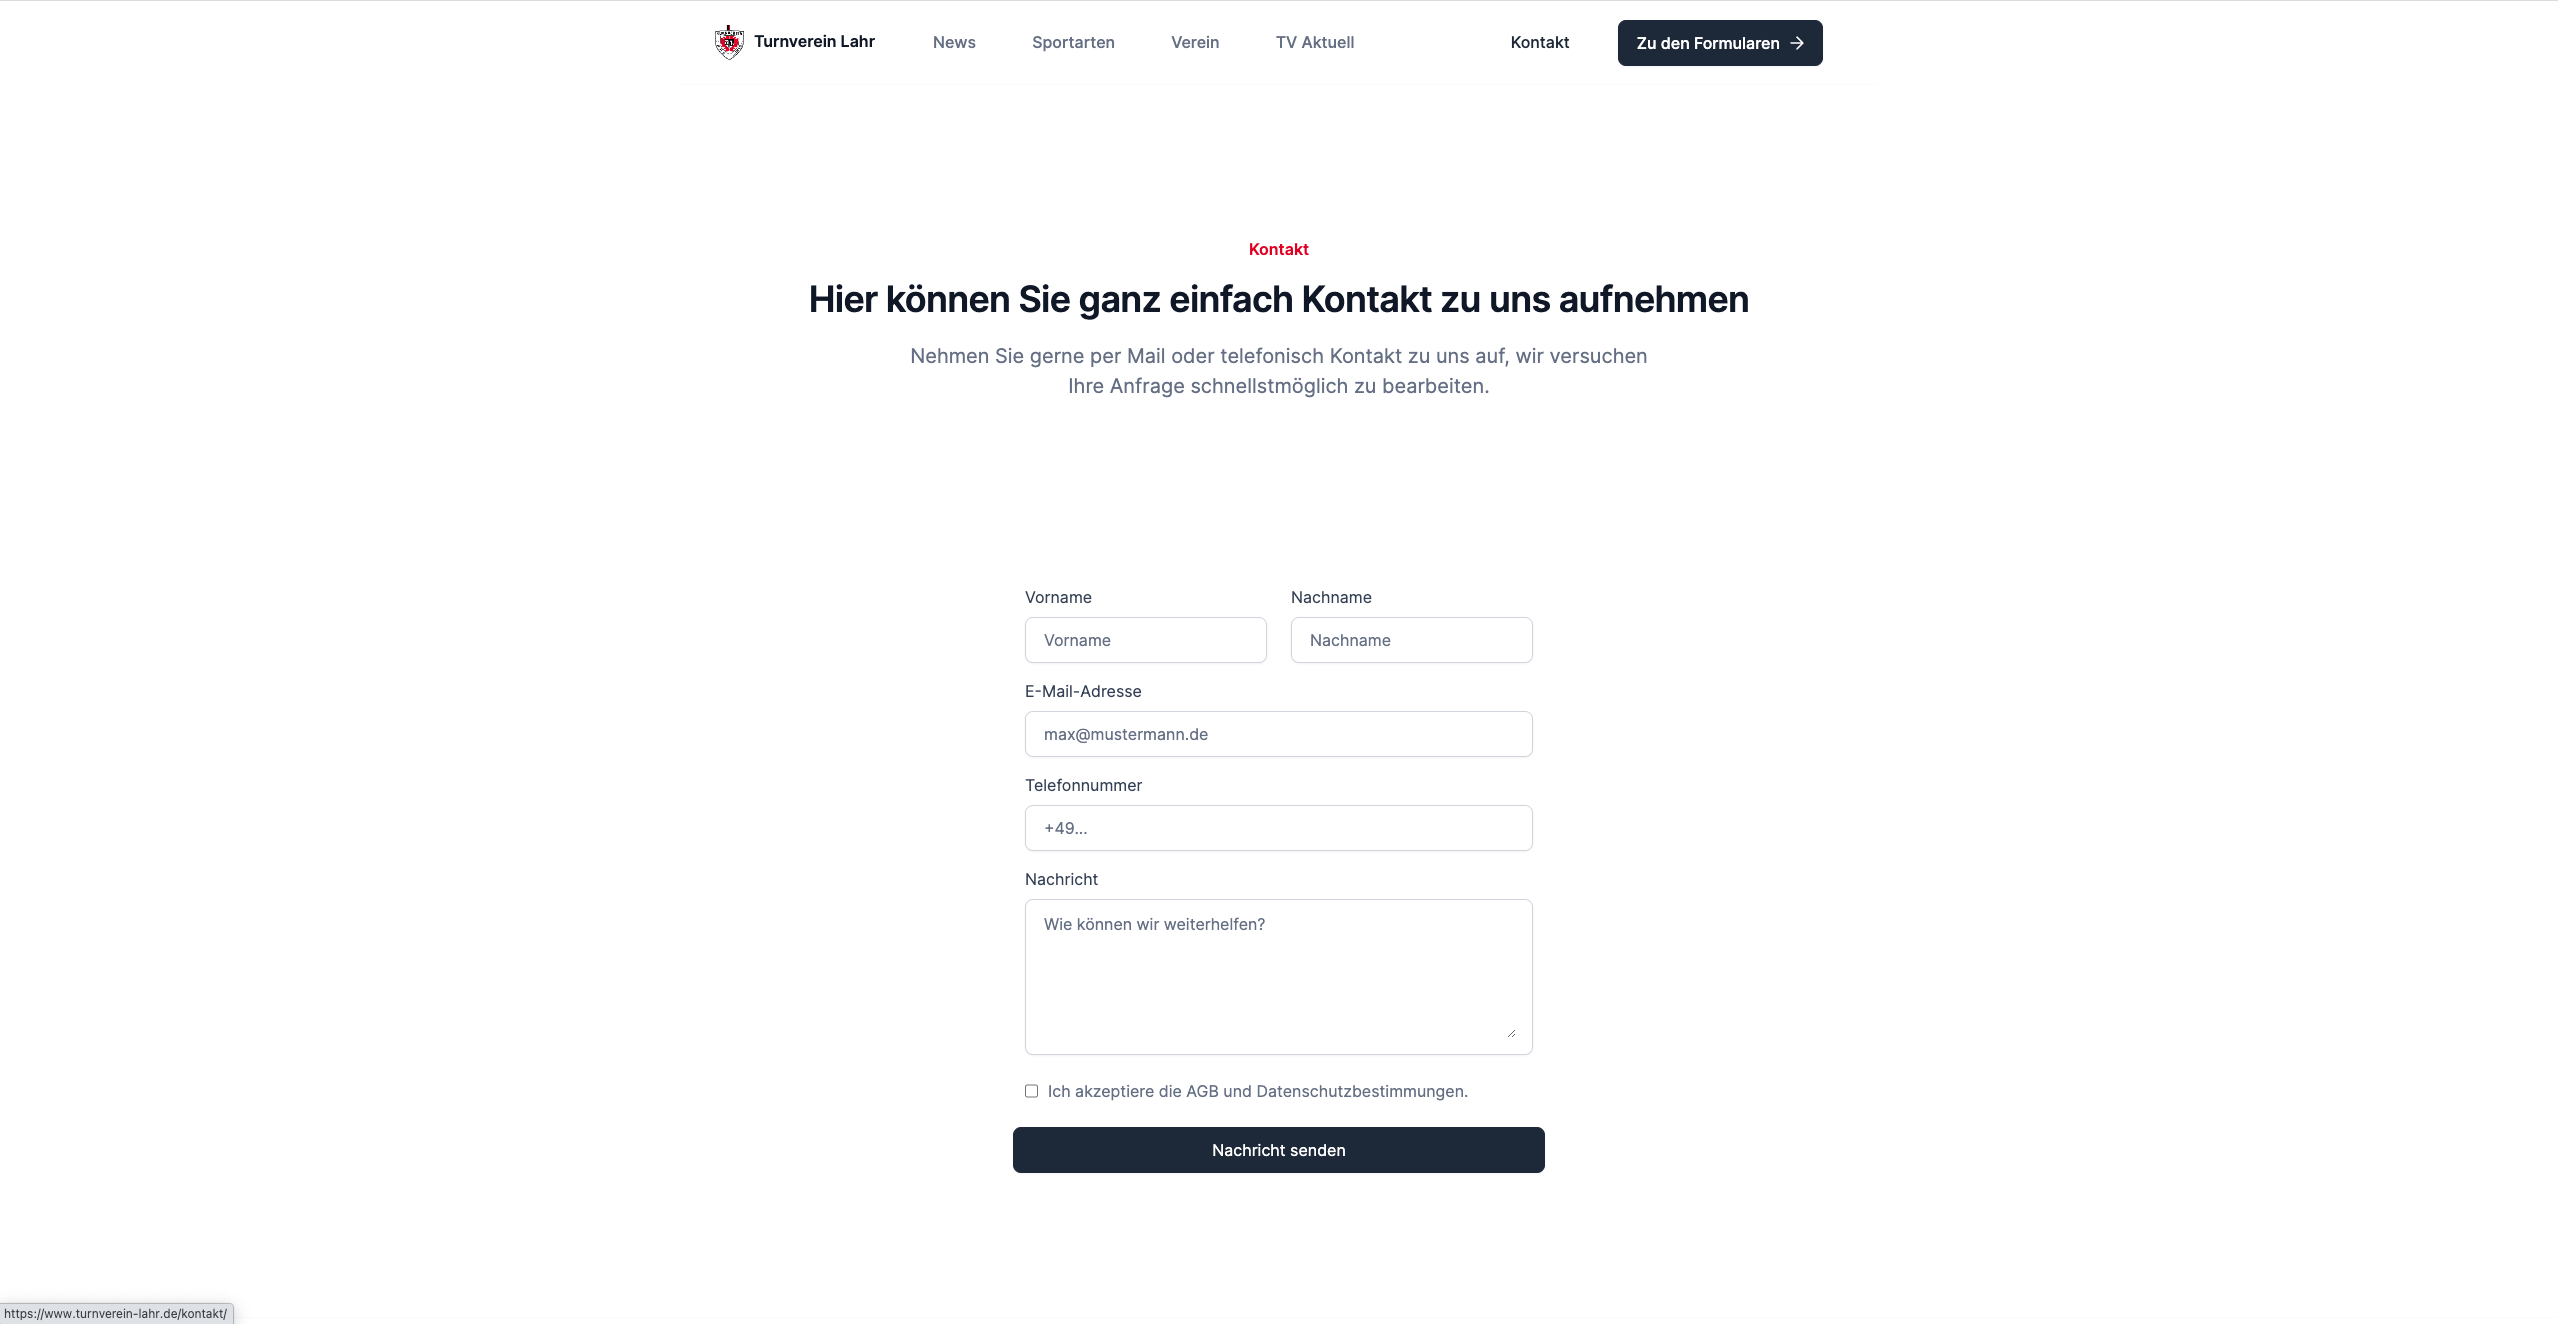 Turnverein Lahr
News
Sportarten
Verein
TV Aktuell
Kontakt
Zu den Formularen
Kontakt
Hier können Sie ganz einfach Kontakt zu uns aufnehmen
Nehmen Sie gerne per Mail oder telefonisch Kontakt zu uns auf, wir versuchen
Ihre Anfrage schnellstmöglich zu bearbeiten.
Vorname
Nachname
Vorname
Nachname
E-Mail-Adresse
max@mustermann.de
Telefonnummer
+49...
Nachricht
Wie können wir weiterhelfen?
Ich akzeptiere die AGB und Datenschutzbestimmungen.
Nachricht senden
https://www.turnverein-lahr.de/kontakt/